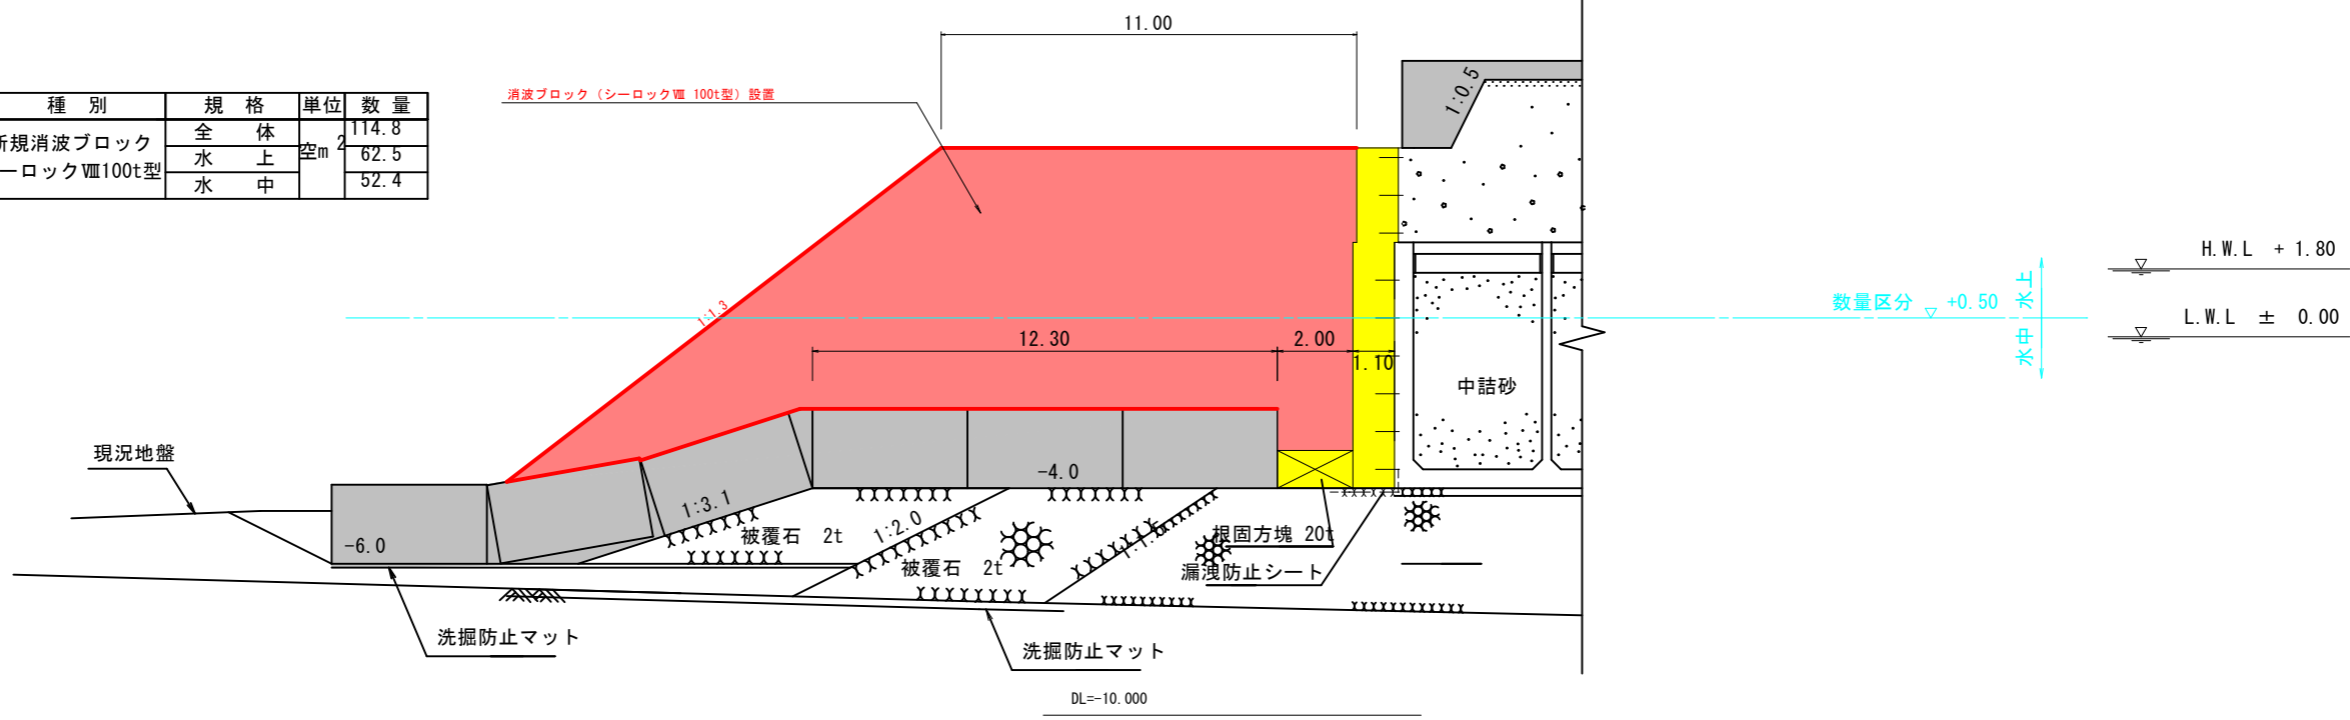 11.00
消波ブロック（シーロックⅧ 100t型）設置
種 別 規 格 単位 数 量
新規消波ブロック
ーロックⅧ100t型
全 体 114.8
水 上 空m2 62.5
水 中 52.4
1:0.5
H.W.L + 1.80
数量区分 +0.50
水上
水中
L.W.L ± 0.00
1:1.3
12.30
2.00
1.10
中詰砂
現況地盤
-4.0
-6.0
1:3.1
被覆石 2t
1:2.0
被覆石 2t
根固方塊 20t
漏洩防止シート
洗掘防止マット
洗掘防止マット
DL=-10.000